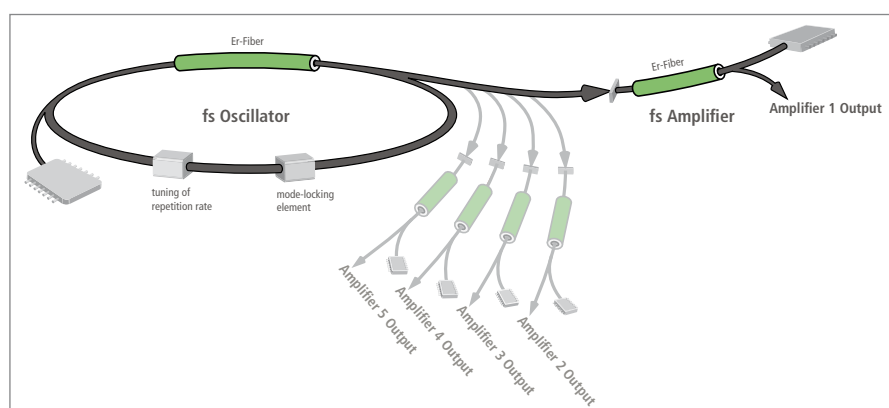 Er-Fiber
Er-Fiber
fs Oscillator
fs Amplifier
Amplifier 1 Output
tuning of
repetition rate
mode-locking
element
Amplifier 5 Output
Amplifier 4 Output
Amplifier 3 Output
Amplifier 2 Output